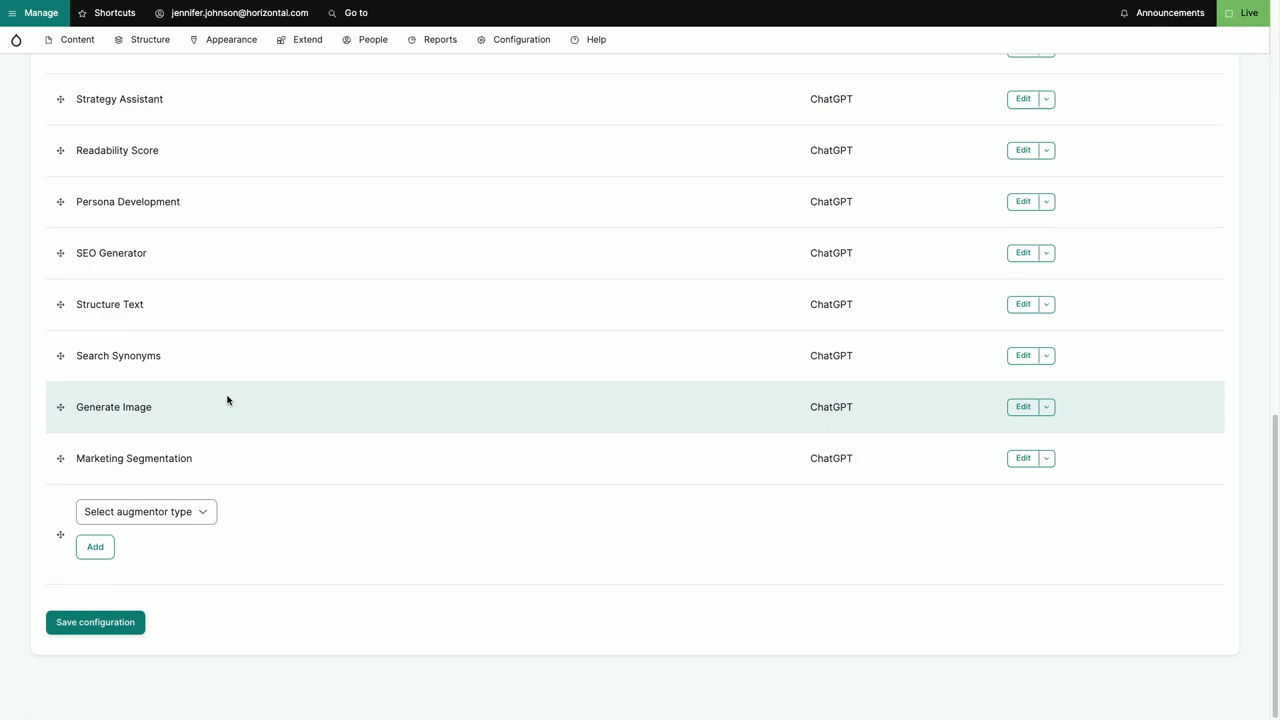 Manage Shortcuts jennifer.johnson@horizontal.com Go to Announcements Live
Content Structure Appearance Extend People Reports Configuration Help
Strategy Assistant ChatGPT Edit
Readability Score ChatGPT Edit
Persona Development ChatGPT Edit
SEO Generator ChatGPT Edit
Structure Text ChatGPT Edit
Search Synonyms ChatGPT Edit
Generate Image ChatGPT Edit
Marketing Segmentation ChatGPT Edit
Select augmentor type
Add
Save configuration